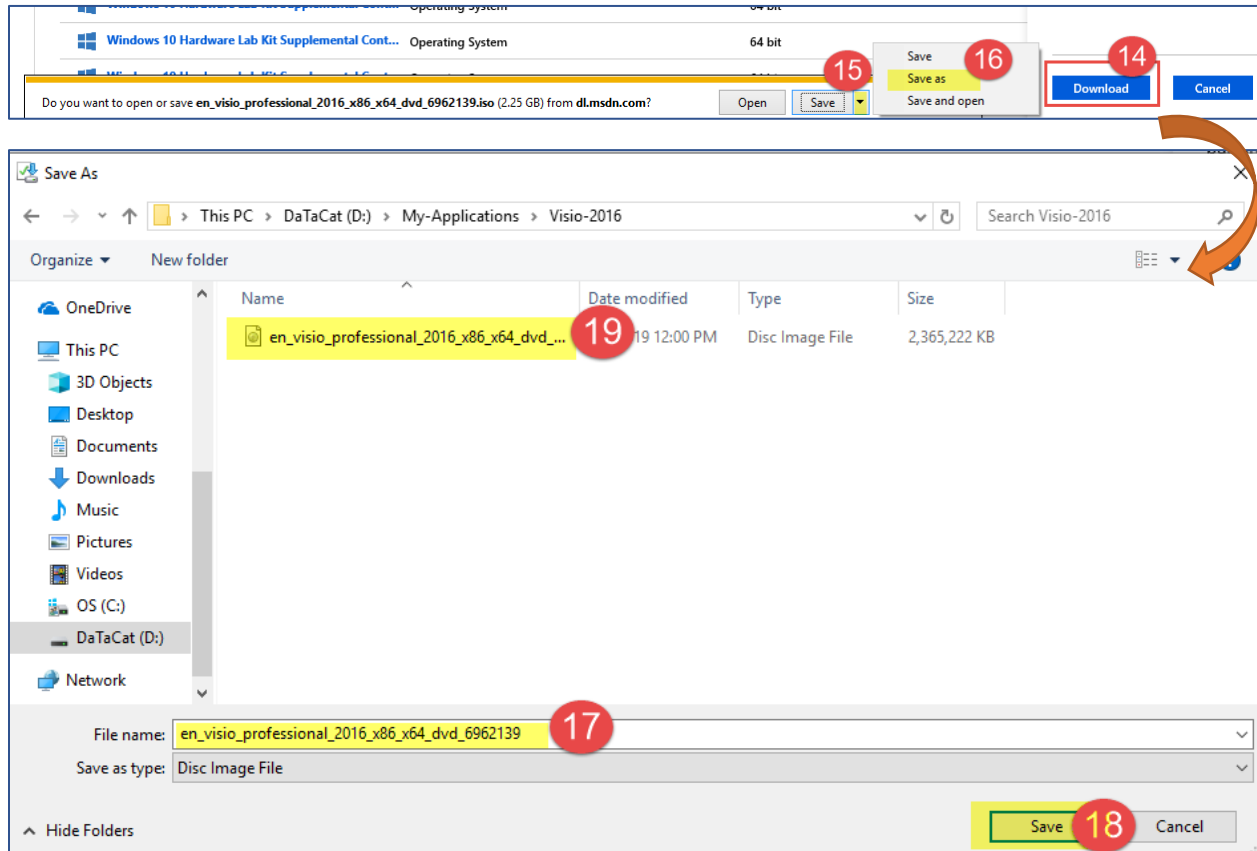 Operating System 64 bit
Windows 10 Hardware Lab Kit Supplemental Cont... Operating System 64 bit
14
15
16
Save
Save as
Save and open
Download Cancel
Do you want to open or save en_visio_professional_2016_x86_x64_dvd_6962139.iso (2.25 GB) from dl.msdn.com? Open Save
Save As
This PC > DaTaCat (D:) > My-Applications > Visio-2016 Search Visio-2016
Organize New folder
Name Date modified Type Size
en_visio_professional_2016_x86_x64_dvd_... 19 19 12:00 PM Disc Image File 2,365,222 KB
OneDrive
This PC
3D Objects
Desktop
Documents
Downloads
Music
Pictures
Videos
OS (C:)
DaTaCat (D:)
Network
File name: en_visio_professional_2016_x86_x64_dvd_6962139 17
Save as type: Disc Image File
Hide Folders Save 18 Cancel